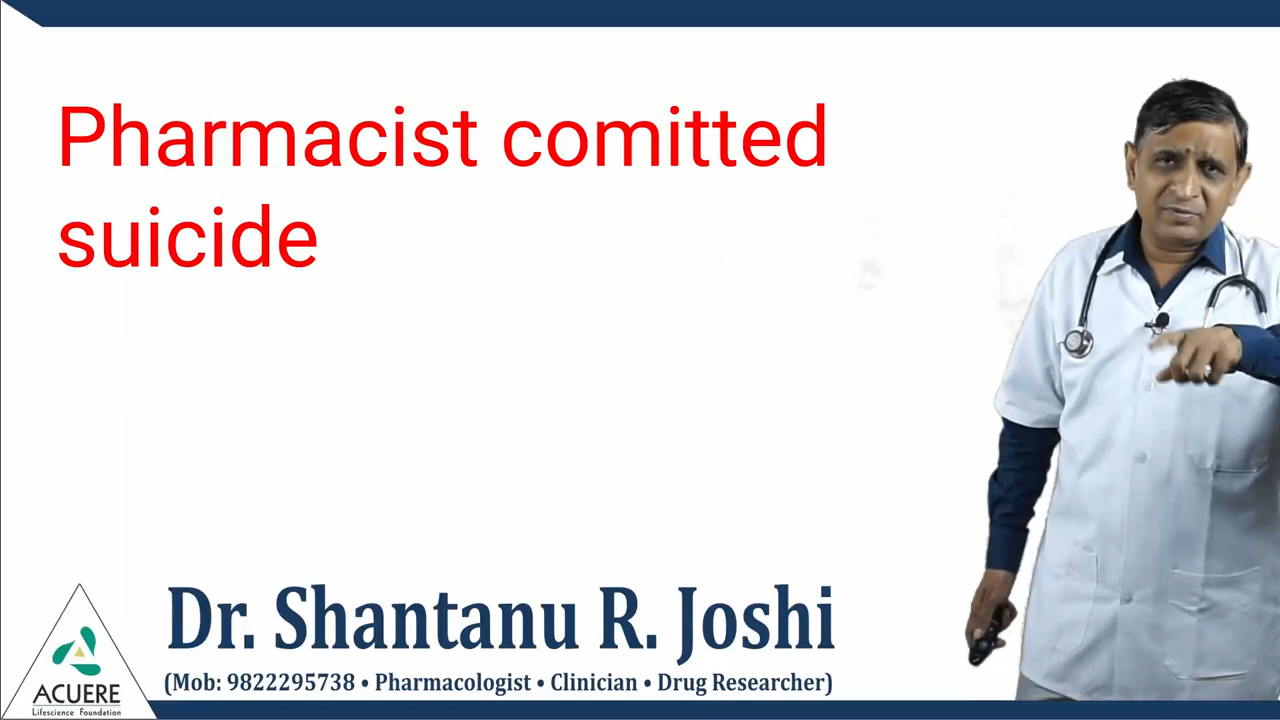 Pharmacist comitted
suicide
Dr. Shantanu R. Joshi
(Mob: 9822295738 • Pharmacologist • Clinician • Drug Researcher)
ACUERE
Lifescience Foundation